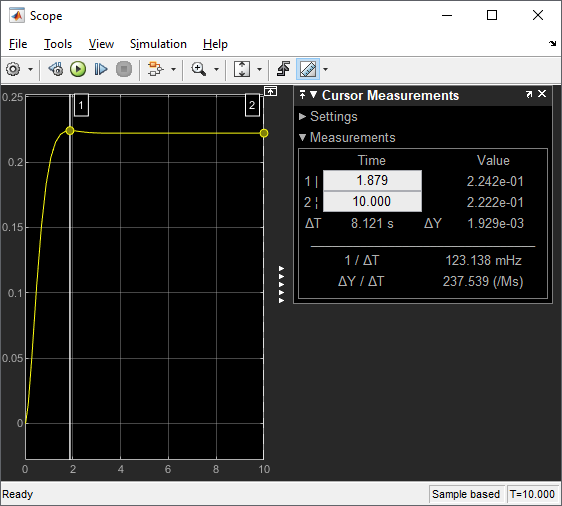 Scope
File Tools View Simulation Help
0.25
0.2
0.15
0.1
0.05
0
0 2 4 6 8 10
1
2
Cursor Measurements
Settings
Measurements
Time Value
1 | 1.879 2.242e-01
2 ¦ 10.000 2.222e-01
ΔT 8.121 s ΔY 1.929e-03
1 / ΔT 123.138 mHz
ΔY / ΔT 237.539 (/Ms)
Ready Sample based T=10.000